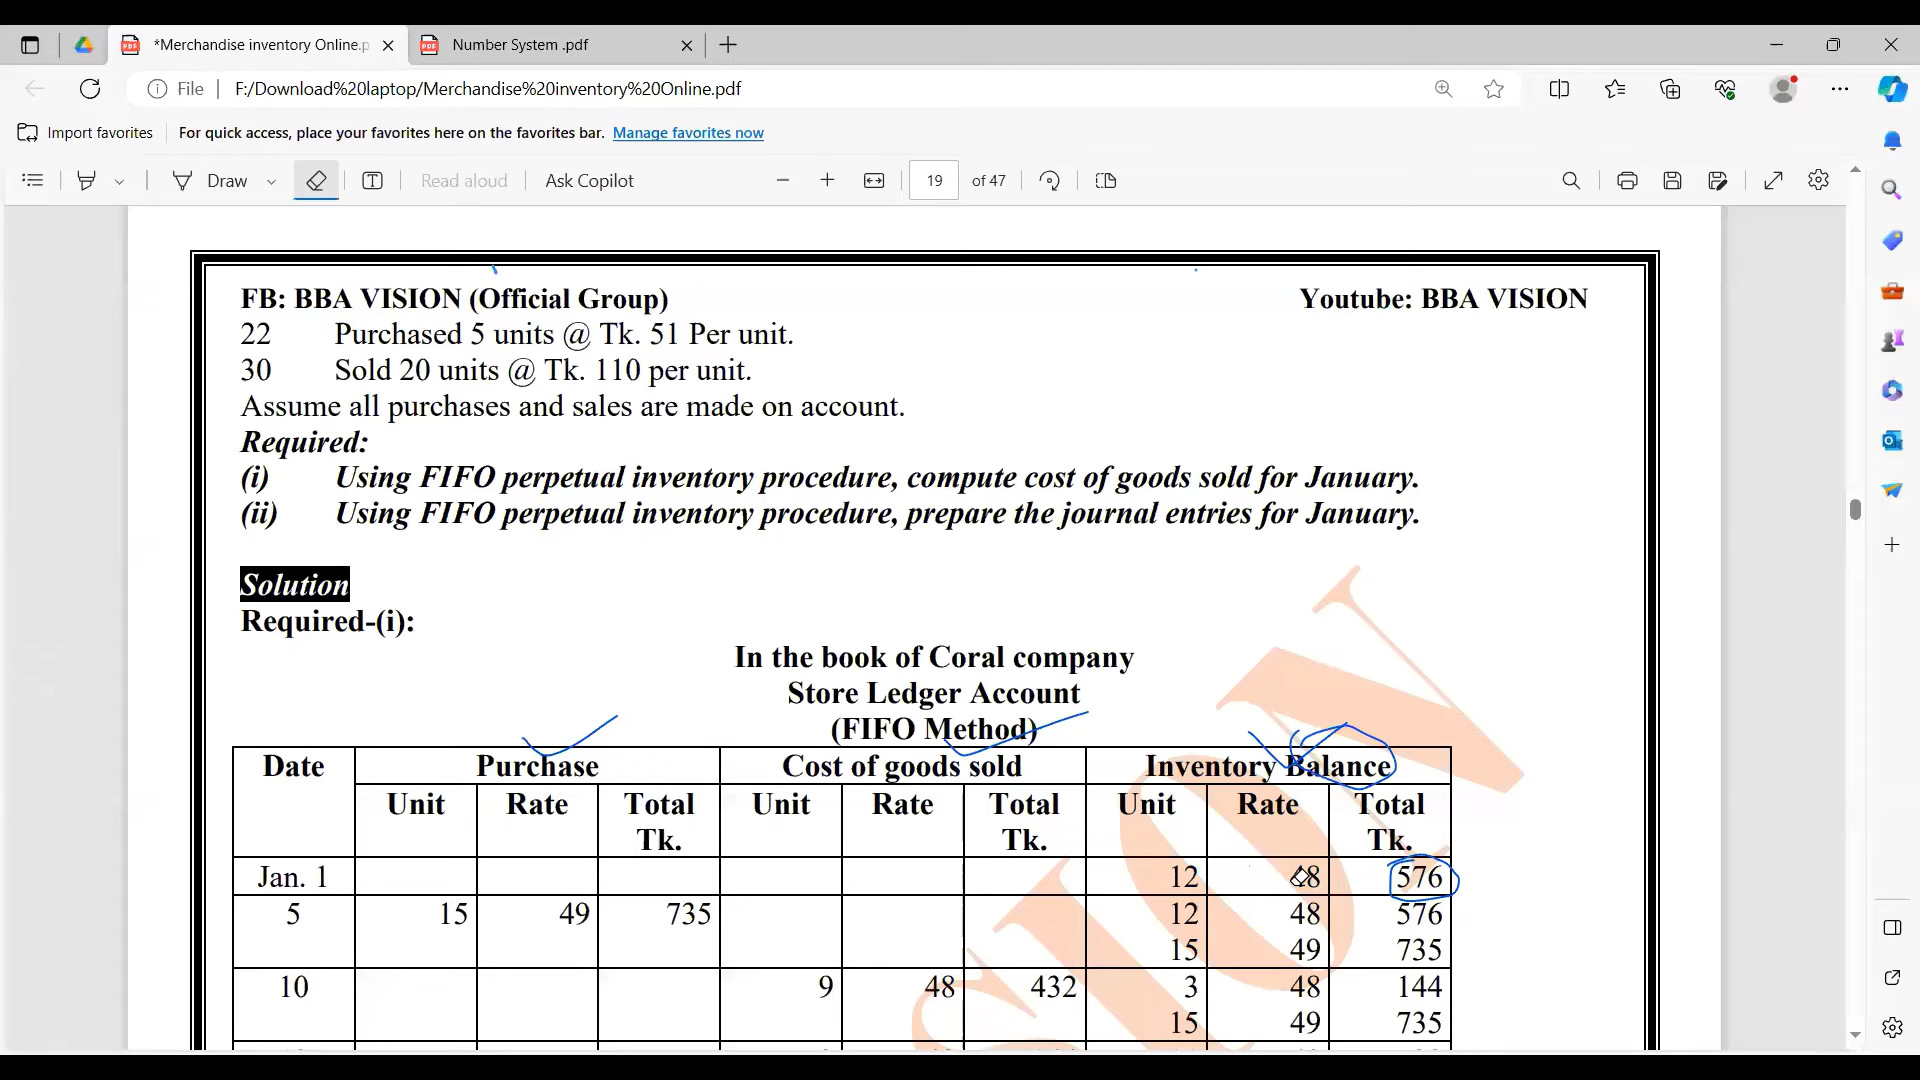 *Merchandise inventory Online.p
Number System .pdf
File
F:/Download%20laptop/Merchandise%20inventory%20Online.pdf
Import favorites
For quick access, place your favorites here on the favorites bar. Manage favorites now
Draw
Read aloud
Ask Copilot
19 of 47
FB: BBA VISION (Official Group) Youtube: BBA VISION
22 Purchased 5 units @ Tk. 51 Per unit.
30 Sold 20 units @ Tk. 110 per unit.
Assume all purchases and sales are made on account.
Required:
(i) Using FIFO perpetual inventory procedure, compute cost of goods sold for January.
(ii) Using FIFO perpetual inventory procedure, prepare the journal entries for January.
Solution
Required-(i):
In the book of Coral company
Store Ledger Account
(FIFO Method)
Date Purchase Cost of goods sold Inventory Balance
Unit Rate Total Tk. Unit Rate Total Tk. Unit Rate Total Tk.
Jan. 1 12 48 576
5 15 49 735 12 48 576
15 49 735
10 9 48 432 3 48 144
15 49 735
SION